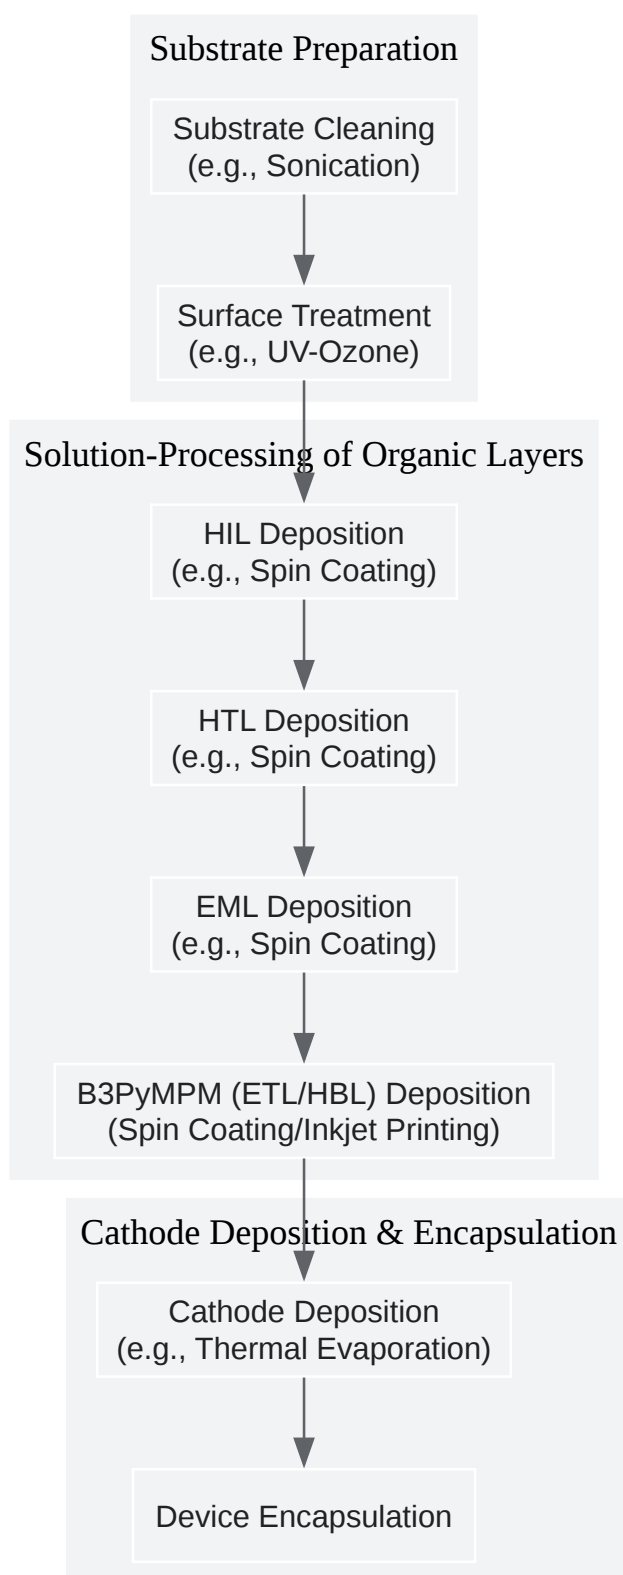 Substrate Preparation
Substrate Cleaning
(e.g., Sonication)
Surface Treatment
(e.g., UV-Ozone)
Solution-Processing of Organic Layers
HIL Deposition
(e.g., Spin Coating)
HTL Deposition
(e.g., Spin Coating)
EML Deposition
(e.g., Spin Coating)
B3PyMPM (ETL/HBL) Deposition
(Spin Coating/Inkjet Printing)
Cathode Deposition & Encapsulation
Cathode Deposition
(e.g., Thermal Evaporation)
Device Encapsulation